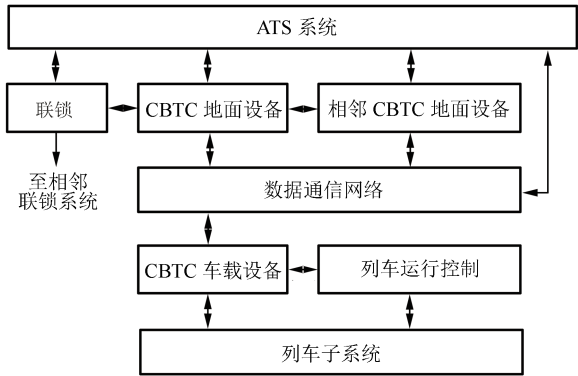 ATS 系统
联锁
CBTC 地面设备
相邻 CBTC 地面设备
至相邻
联锁系统
数据通信网络
CBTC 车载设备
列车运行控制
列车子系统